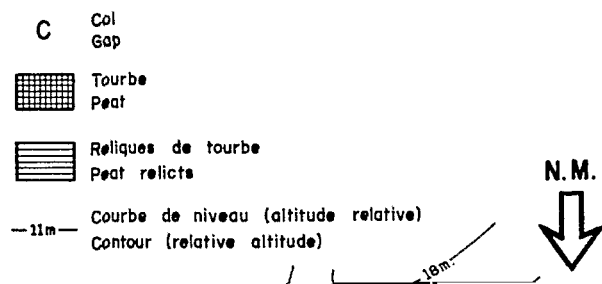 C Col
Gap
Tourbe
Peat
Reliques de tourbe
Peat relicts
N.M.
11m Courbe de niveau (altitude relative)
Contour (relative altitude)
18m.